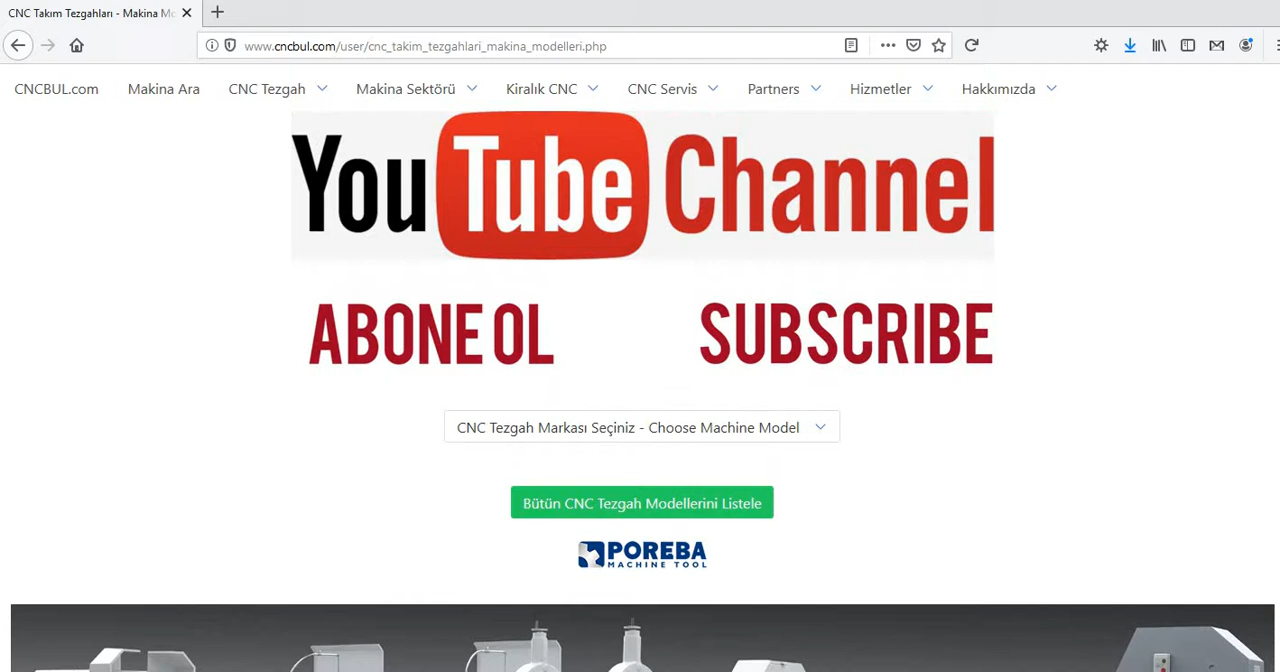 CNC Takım Tezgahları - Makina Mo
www.cncbul.com/user/cnc_takim_tezgahlari_makina_modelleri.php
CNCBUL.com Makina Ara CNC Tezgah Makina Sektörü Kiralık CNC CNC Servis Partners Hizmetler Hakkımızda
YouTube Channel
ABONE OL SUBSCRIBE
CNC Tezgah Markası Seçiniz - Choose Machine Model
Bütün CNC Tezgah Modellerini Listele
POREBA
MACHINE TOOL